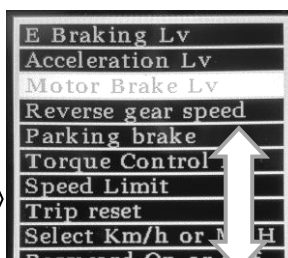 E Braking Lv
Acceleration Lv
Motor Brake Lv
Reverse gear speed
Parking brake
Torque Control
Speed Limit
Trip reset
Select Km/h or